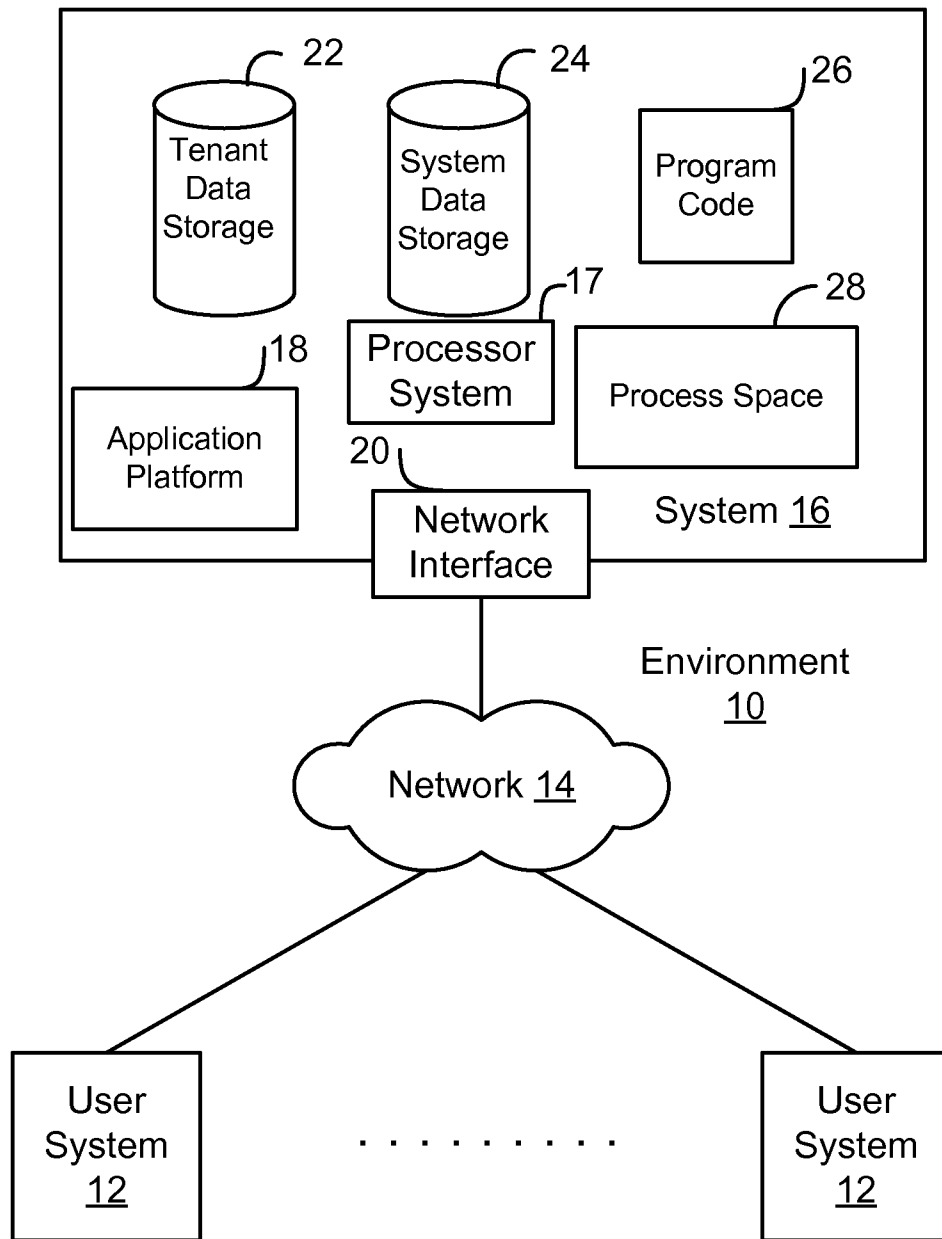 22
24
26
Tenant
Data
Storage
System
Data
Storage
Program
Code
17
28
18
Processor
System
Process Space
Application
Platform
20
Network
Interface
System 16
Environment
10
Network 14
User
System
12
. . . . . . . . .
User
System
12